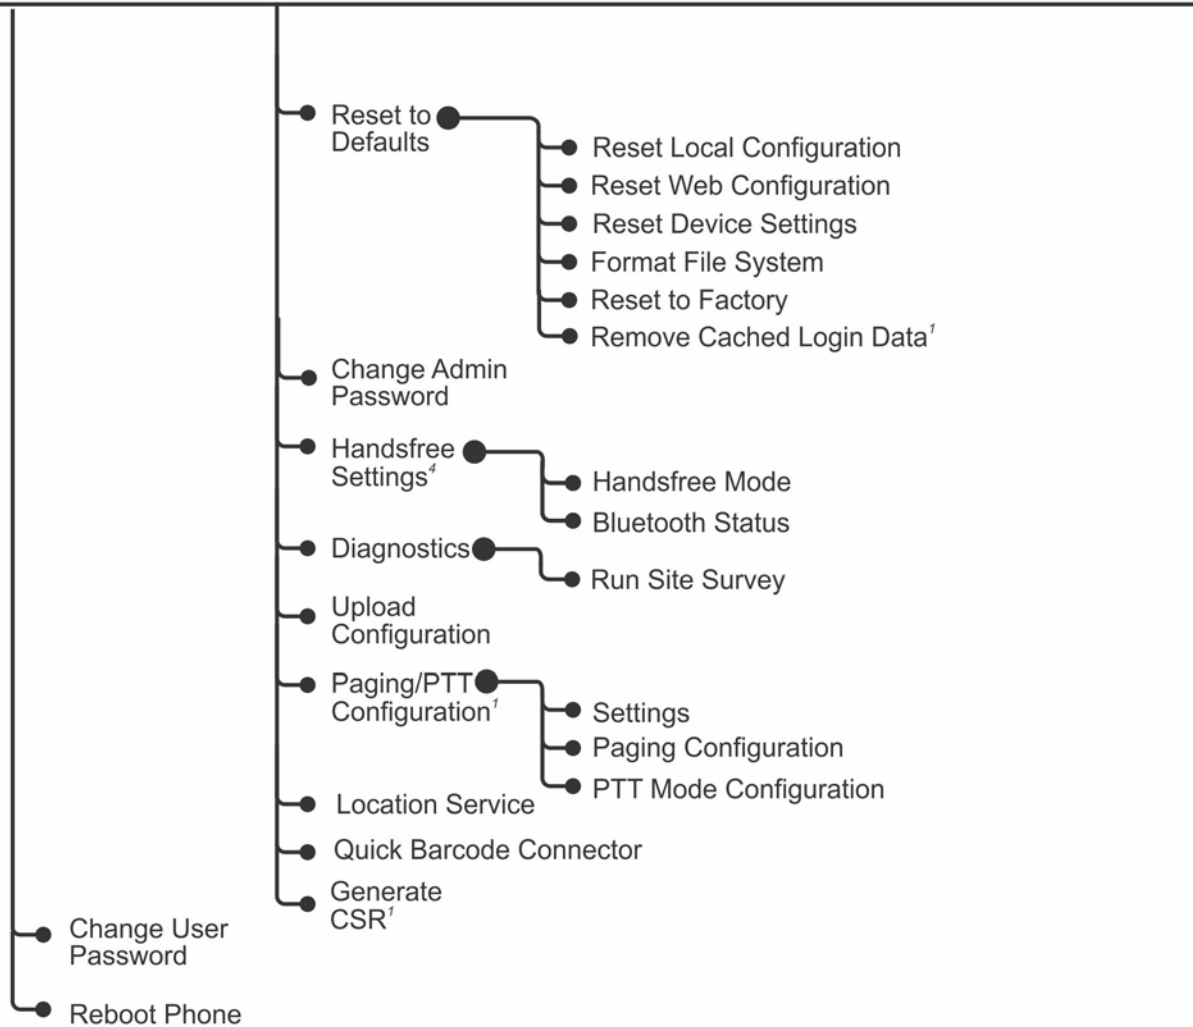 Reset to
Defaults
Reset Local Configuration
Reset Web Configuration
Reset Device Settings
Format File System
Reset to Factory
Remove Cached Login Data¹
Change Admin
Password
Handsfree
Settings⁴
Handsfree Mode
Bluetooth Status
Diagnostics
Run Site Survey
Upload
Configuration
Paging/PTT
Configuration¹
Settings
Paging Configuration
PTT Mode Configuration
Location Service
Quick Barcode Connector
Generate
CSR¹
Change User
Password
Reboot Phone